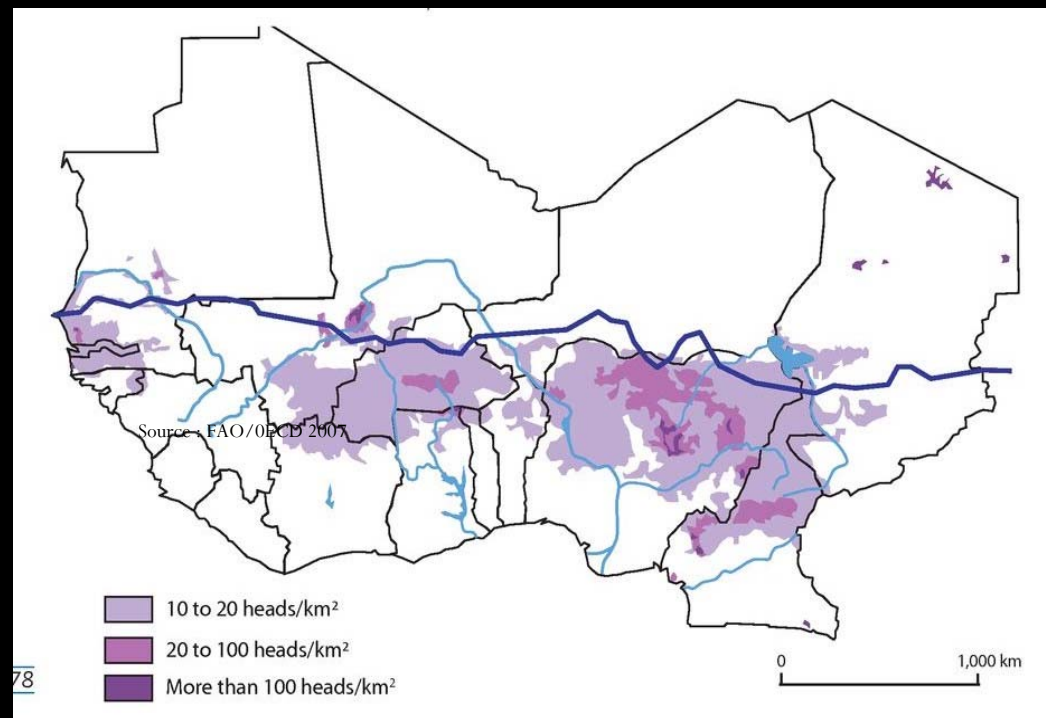 Source : FAO/0ECD 2007
10 to 20 heads/km²
20 to 100 heads/km²
More than 100 heads/km²
78
0 1,000 km